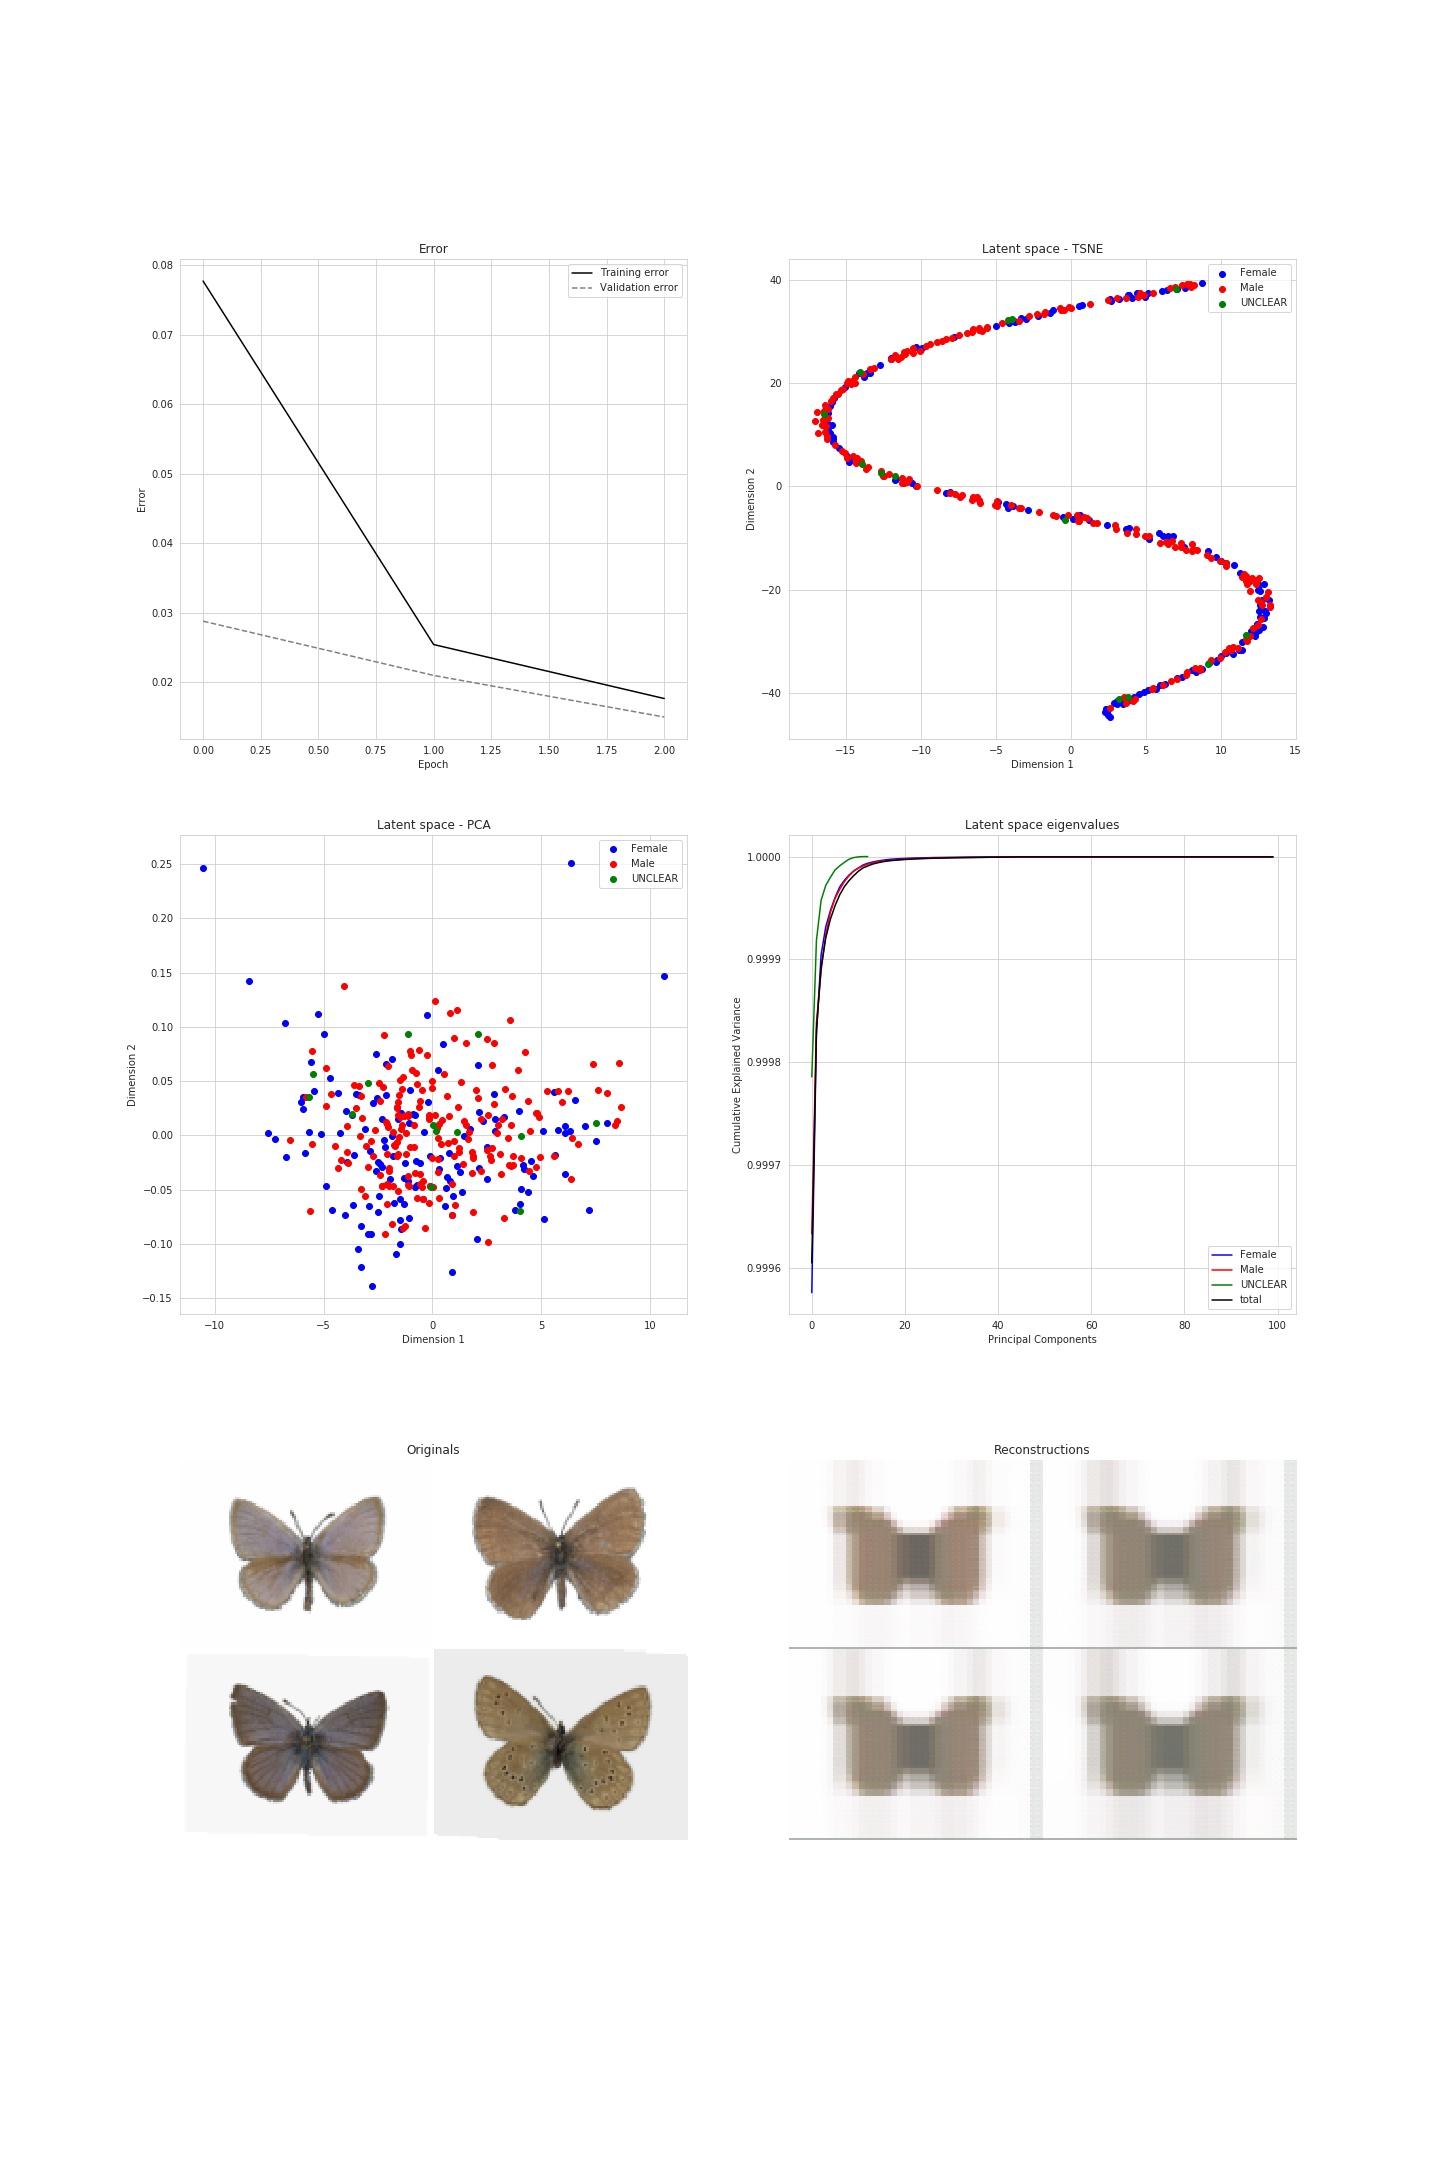 Error
0.08
0.07
0.06
0.05
0.04
0.03
0.02
Error
0.00 0.25 0.50 0.75 1.00 1.25 1.50 1.75 2.00
Epoch
Training error
Validation error
Latent space - TSNE
40
20
0
−20
−40
Dimension 2
−15 −10 −5 0 5 10 15
Dimension 1
Female
Male
UNCLEAR
Latent space - PCA
0.25
0.20
0.15
0.10
0.05
0.00
−0.05
−0.10
−0.15
Dimension 2
−10 −5 0 5 10
Dimension 1
Female
Male
UNCLEAR
Latent space eigenvalues
1.0000
0.9999
0.9998
0.9997
0.9996
Cumulative Explained Variance
0 20 40 60 80 100
Principal Components
Female
Male
UNCLEAR
total
Originals
Reconstructions